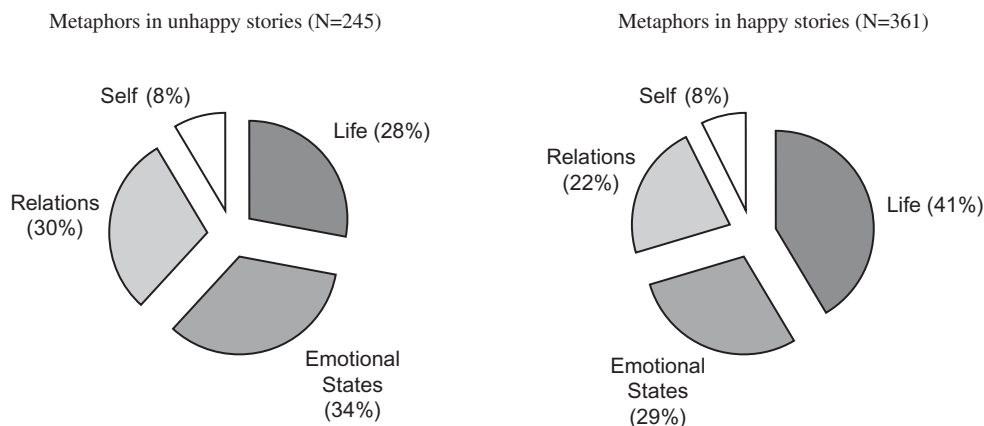 Metaphors in unhappy stories (N=245)
Self (8%)
Life (28%)
Relations
(30%)
Emotional
States
(34%)
Metaphors in happy stories (N=361)
Self (8%)
Relations
(22%)
Life (41%)
Emotional
States
(29%)